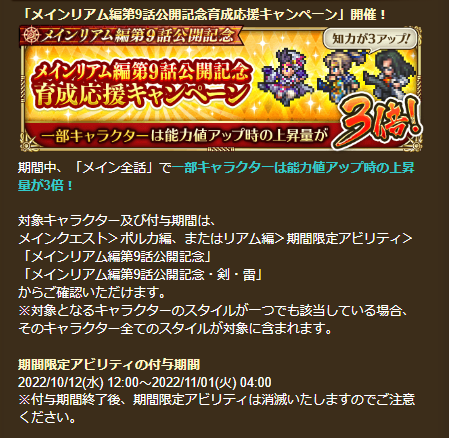 「メインリアム編第9話公開記念育成応援キャンペーン」開催！
メインリアム編第9話公開記念
知力が3アップ!
メインリアム編第9話公開記念
育成応援キャンペーン
一部キャラクターは能力値アップ時の上昇量が
3倍!
期間中、「メイン全話」で一部キャラクターは能力値アップ時の上昇
量が3倍！
対象キャラクター及び付与期間は、
メインクエスト＞ポルカ編、またはリアム編＞期間限定アビリティ＞
「メインリアム編第9話公開記念」
「メインリアム編第9話公開記念・剣・雷」
からご確認いただけます。
※対象となるキャラクターのスタイルが一つでも該当している場合、
そのキャラクター全てのスタイルが対象に含まれます。
期間限定アビリティの付与期間
2022/10/12(水) 12:00～2022/11/01(火) 04:00
※付与期間終了後、期間限定アビリティは消滅いたしますのでご注意
ください。